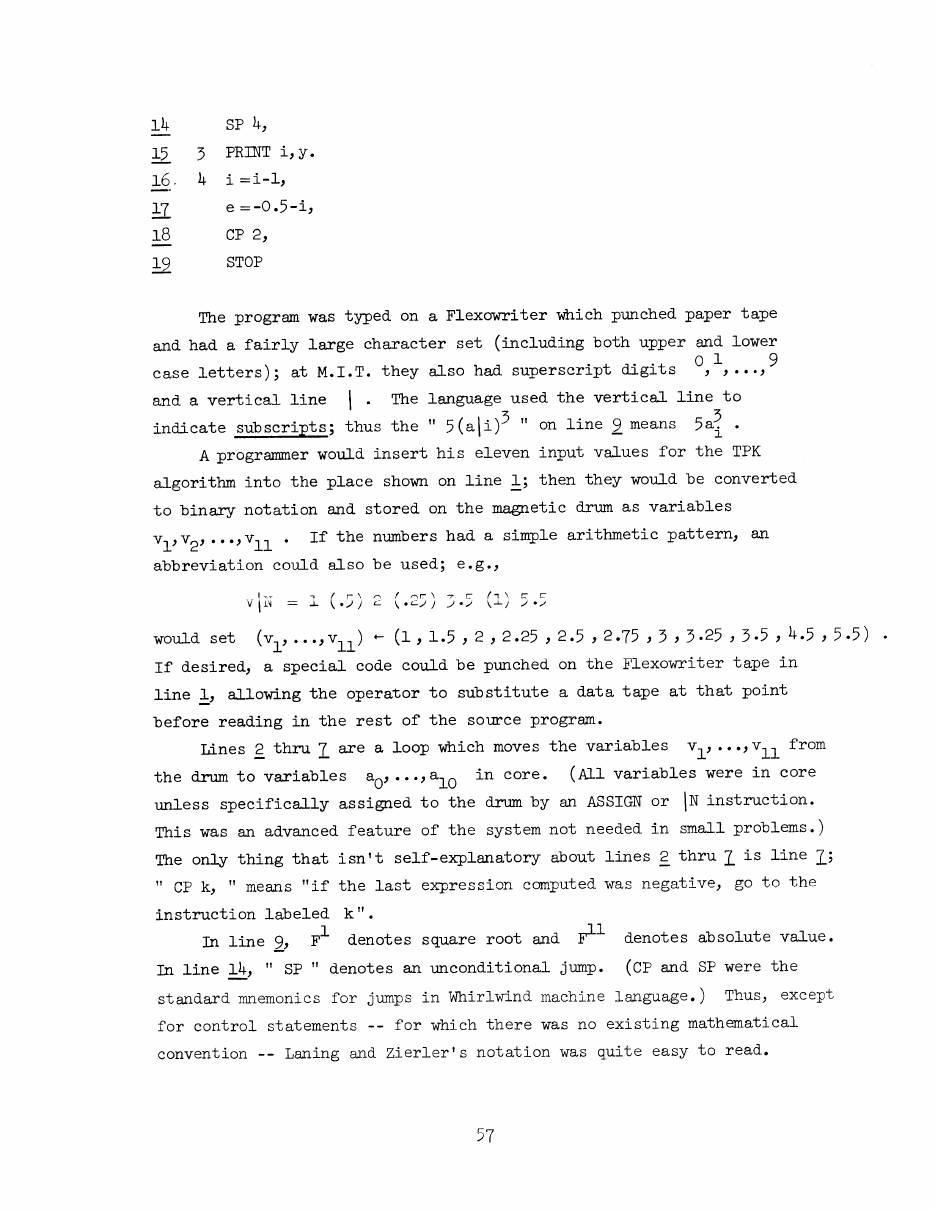 14 SP 4,
15 3 PRINT i,y.
16. 4 i=i-1,
17 e=-0.5-i,
18 CP 2,
19 STOP
The program was typed on a Flexowriter which punched paper tape
and had a fairly large character set (including both upper and lower
case letters); at M.I.T. they also had superscript digits ⁰,¹,...,⁹
and a vertical line | . The language used the vertical line to
indicate subscripts; thus the " 5(a|i)³ " on line 9 means 5aᵢ³ .
A programmer would insert his eleven input values for the TPK
algorithm into the place shown on line 1; then they would be converted
to binary notation and stored on the magnetic drum as variables
v₁,v₂,...,v₁₁ . If the numbers had a simple arithmetic pattern, an
abbreviation could also be used; e.g.,
v|N = 1 (.5) 2 (.25) 3.5 (1) 5.5
would set (v₁,...,v₁₁) ← (1 , 1.5 , 2 , 2.25 , 2.5 , 2.75 , 3 , 3.25 , 3.5 , 4.5 , 5.5) .
If desired, a special code could be punched on the Flexowriter tape in
line 1, allowing the operator to substitute a data tape at that point
before reading in the rest of the source program.
Lines 2 thru 7 are a loop which moves the variables v₁,...,v₁₁ from
the drum to variables a₀,...,a₁₀ in core. (All variables were in core
unless specifically assigned to the drum by an ASSIGN or |N instruction.
This was an advanced feature of the system not needed in small problems.)
The only thing that isn't self-explanatory about lines 2 thru 7 is line 7;
" CP k, " means "if the last expression computed was negative, go to the
instruction labeled k".
In line 9, F¹ denotes square root and F¹¹ denotes absolute value.
In line 14, " SP " denotes an unconditional jump. (CP and SP were the
standard mnemonics for jumps in Whirlwind machine language.) Thus, except
for control statements -- for which there was no existing mathematical
convention -- Laning and Zierler's notation was quite easy to read.
57